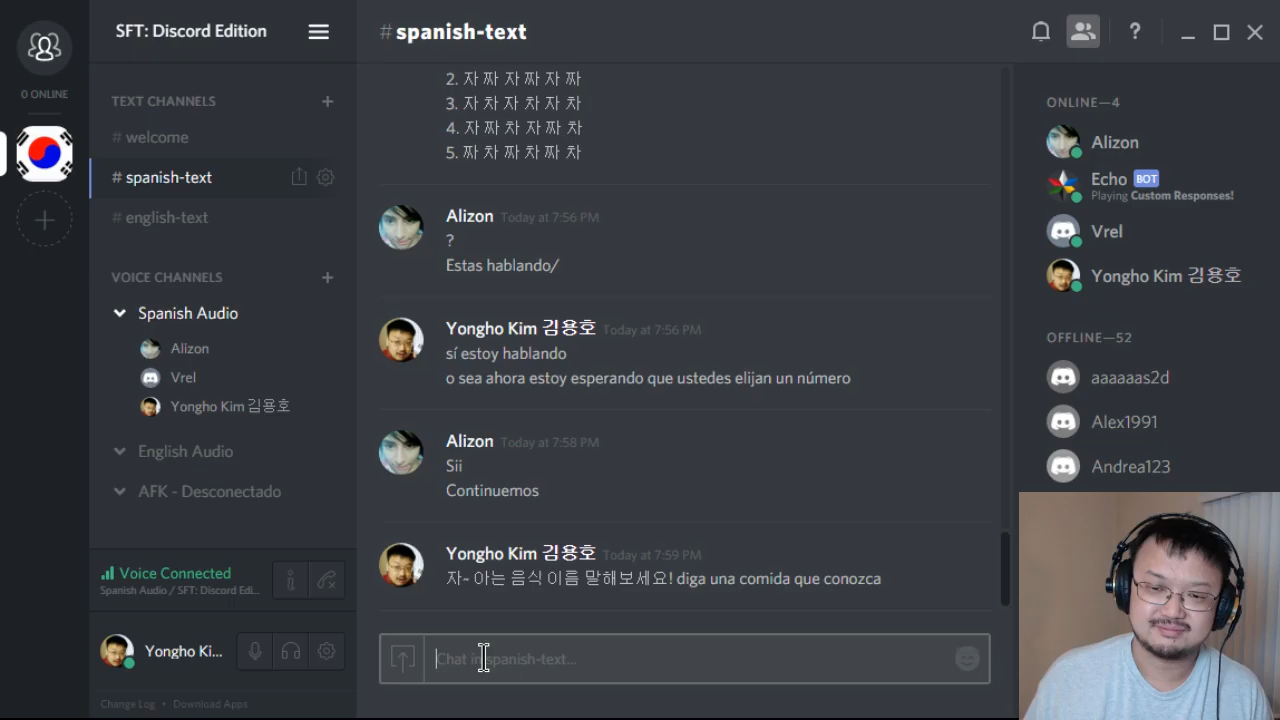 0 ONLINE
SFT: Discord Edition
TEXT CHANNELS
# welcome
# spanish-text
# english-text
VOICE CHANNELS
Spanish Audio
Alizon
Vrel
Yongho Kim 김용호
English Audio
AFK - Desconectado
Voice Connected
Spanish Audio / SFT: Discord Edi...
Yongho Ki...
Change Log • Download Apps
# spanish-text
2. 자 짜 자 짜 자 짜
3. 자 차 자 차 자 차
4. 자 짜 차 자 짜 차
5. 짜 차 짜 차 짜 차
Alizon Today at 7:56 PM
?
Estas hablando/
Yongho Kim 김용호 Today at 7:56 PM
sí estoy hablando
o sea ahora estoy esperando que ustedes elijan un número
Alizon Today at 7:58 PM
Sii
Continuemos
Yongho Kim 김용호 Today at 7:59 PM
자~ 아는 음식 이름 말해보세요! diga una comida que conozca
Chat in spanish-text...
ONLINE—4
Alizon
Echo BOT
Playing Custom Responses!
Vrel
Yongho Kim 김용호
OFFLINE—52
aaaaaas2d
Alex1991
Andrea123